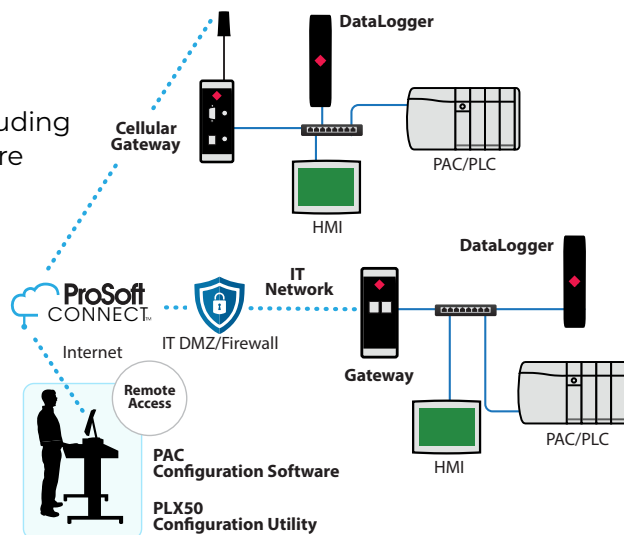 DataLogger
uding
re
Cellular
Gateway
PAC/PLC
HMI
DataLogger
IT
Network
ProSoft
CONNECT™
Internet
IT DMZ/Firewall
Gateway
Remote
Access
PAC/PLC
HMI
PAC
Configuration Software
PLX50
Configuration Utility